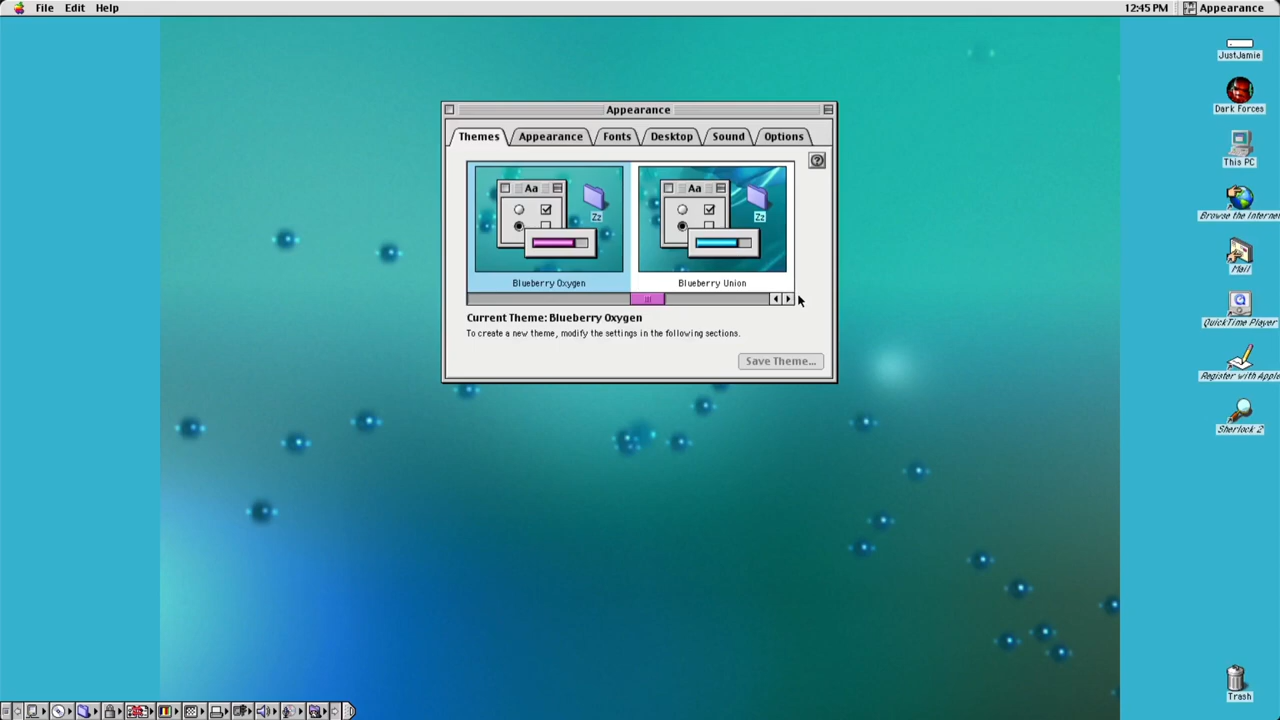 File Edit Help
12:45 PM Appearance
JustJamie
Dark Forces
This PC
Browse the Internet
Mail
QuickTime Player
Register with Apple
Sherlock 2
Trash
Appearance
Themes Appearance Fonts Desktop Sound Options
Aa
Zz
Blueberry Oxygen
Aa
Zz
Blueberry Union
Current Theme: Blueberry Oxygen
To create a new theme, modify the settings in the following sections.
Save Theme...